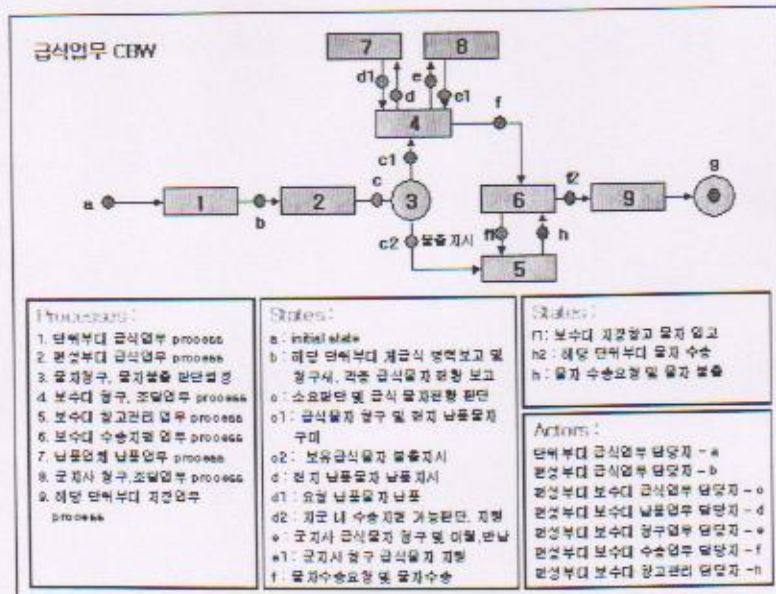 급식업무 CBW
7
8
d1
d
e
e1
f
4
c1
g
a
1
b
2
c
3
6
f2
9
c2
불출지시
f1
h
5
Processes :
1. 단위부대 급식업무 process
2. 편성부대 급식업무 process
3. 물자청구, 물자불출 판단결정
4. 보수대 청구, 조달업무 process
5. 보수대 창고관리 업무 process
6. 보수대 수송지원 업무 process
7. 납품업체 납품업무 process
8. 군지사 청구,조달업무 process
9. 해당 단위부대 지원업무
process
States :
a : initial state
b : 해당 단위부대 제급식 병력보고 및
청구서, 각종 급식물자 현황 보고
c : 소요판단 및 급식 물자현황 판단
c1 : 급식물자 청구 및 현지 납품물자
구매
c2 : 보유급식물자 불출지시
d : 현지 납품물자 납품지시
d1 : 요청 납품물자 납품
d2 : 자군 내 수송지원 가능판단, 지원
e : 군지사 급식물자 청구 및 이월,반납
e1 : 군지사 청구 급식물자 지원
f : 물자수송요청 및 물자수송
States :
f1: 보수대 저장창고 물자 입고
h2 : 해당 단위부대 물자 수송
h : 물자 수송요청 및 물자 불출
Actors :
단위부대 급식업무 담당자 - a
편성부대 급식업무 담당자 - b
편성부대 보수대 급식업무 담당자 - c
편성부대 보수대 납품업무 담당자 - d
편성부대 보수대 청구업무 담당자 - e
편성부대 보수대 수송업무 담당자 - f
편성부대 보수대 창고관리 담당자 - h